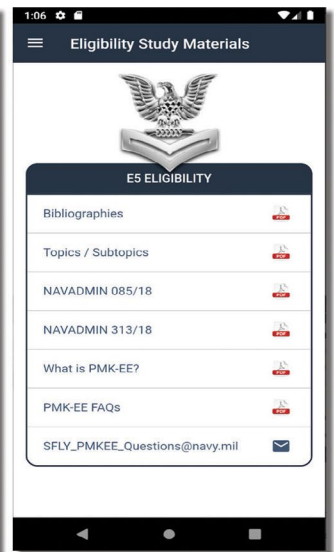 1:06
Eligibility Study Materials
E5 ELIGIBILITY
Bibliographies
PDF
Topics / Subtopics
PDF
NAVADMIN 085/18
PDF
NAVADMIN 313/18
PDF
What is PMK-EE?
PDF
PMK-EE FAQs
PDF
SFLY_PMKEE_Questions@navy.mil